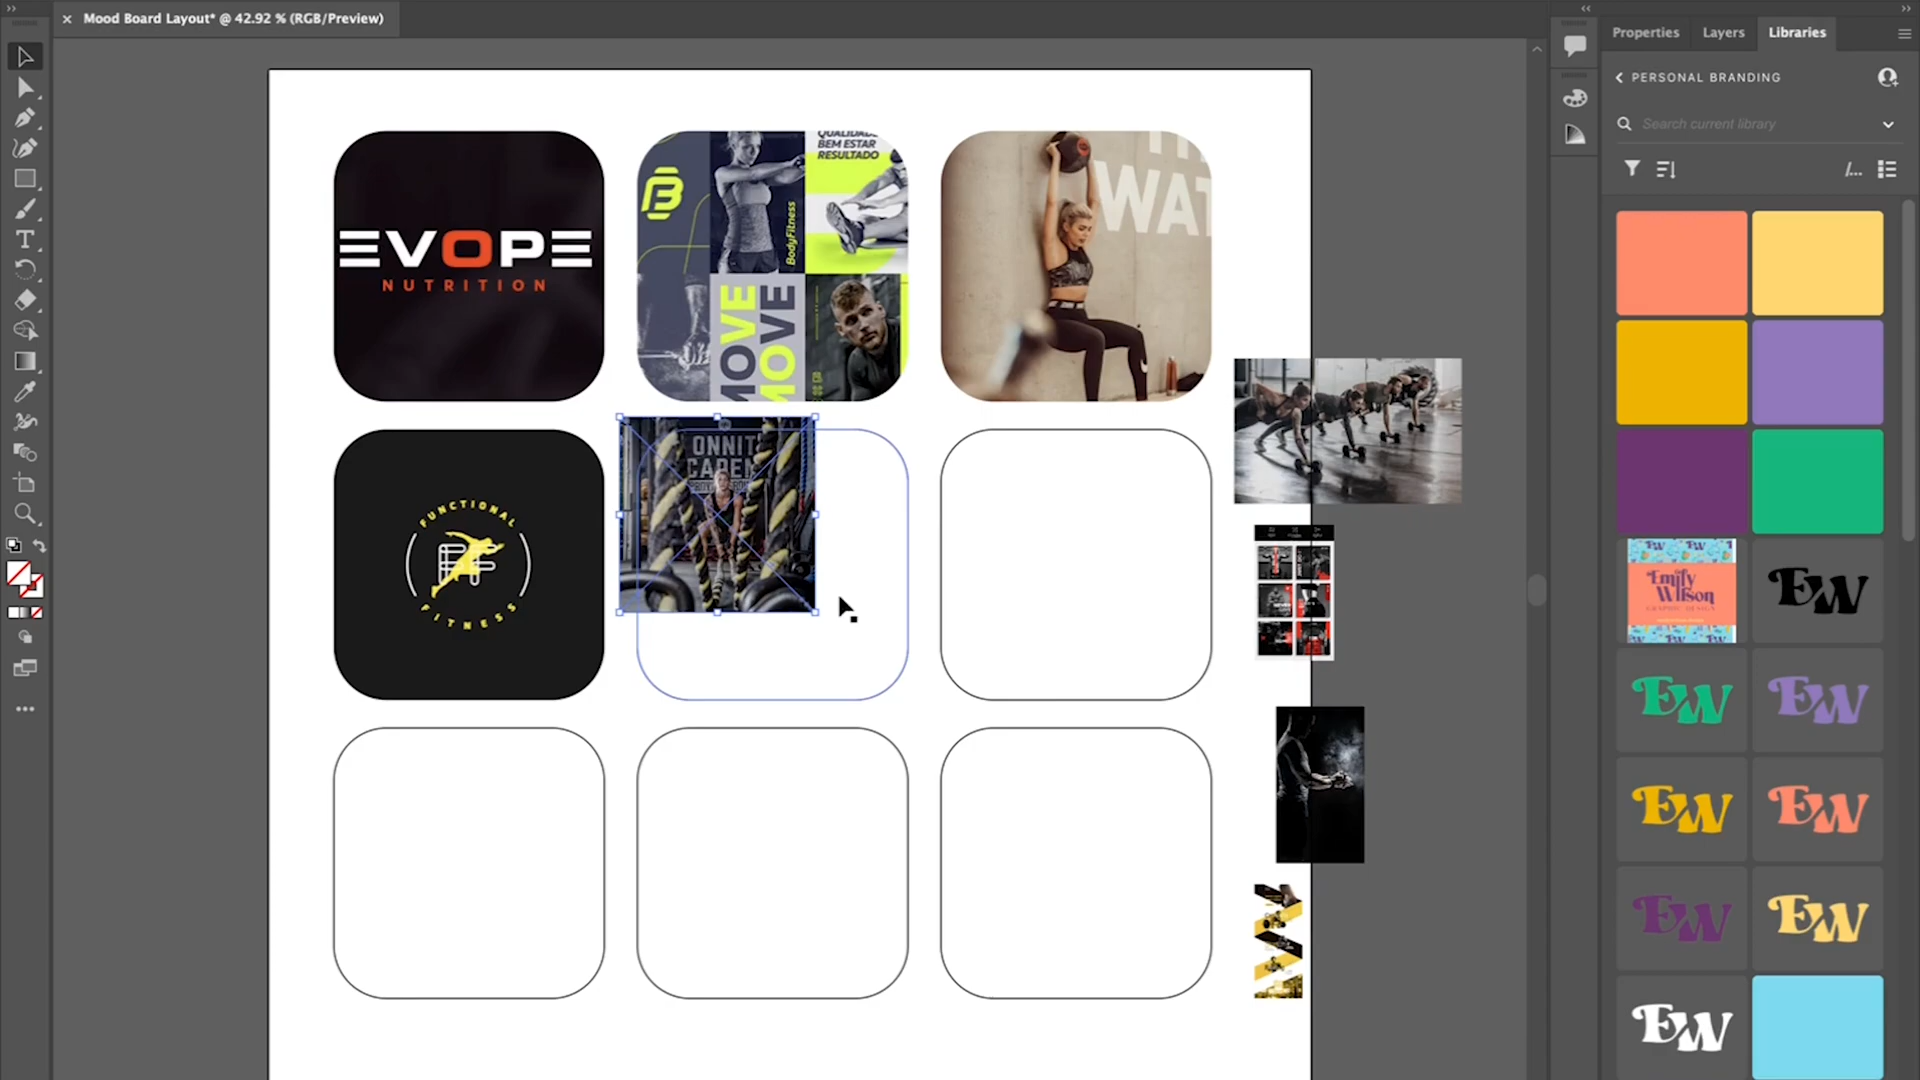 Mood Board Layout* @ 42.92 % (RGB/Preview)
Properties
Layers
Libraries
PERSONAL BRANDING
Search current library
EVOPE
NUTRITION
QUALIDADE
BEM ESTAR
RESULTADO
B
BodyFitness
MOVE
MOVE
WAT
ONNIT
FUNCTIONAL
FITNESS
Emily
Wilson
GRAPHIC DESIGN
EW
EW
EW
EW
EW
EW
EW
EW